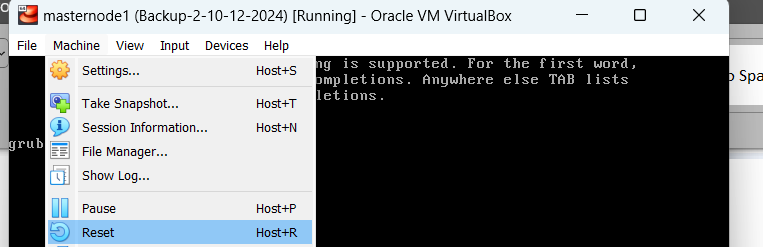 masternode1 (Backup-2-10-12-2024) [Running] - Oracle VM VirtualBox
File Machine View Input Devices Help
ng is supported. For the first word,
Settings... Host+S
ompletions. Anywhere else TAB lists
o Spa
letions.
Take Snapshot... Host+T
Session Information... Host+N
grub
File Manager...
Show Log...
Pause Host+P
Reset Host+R